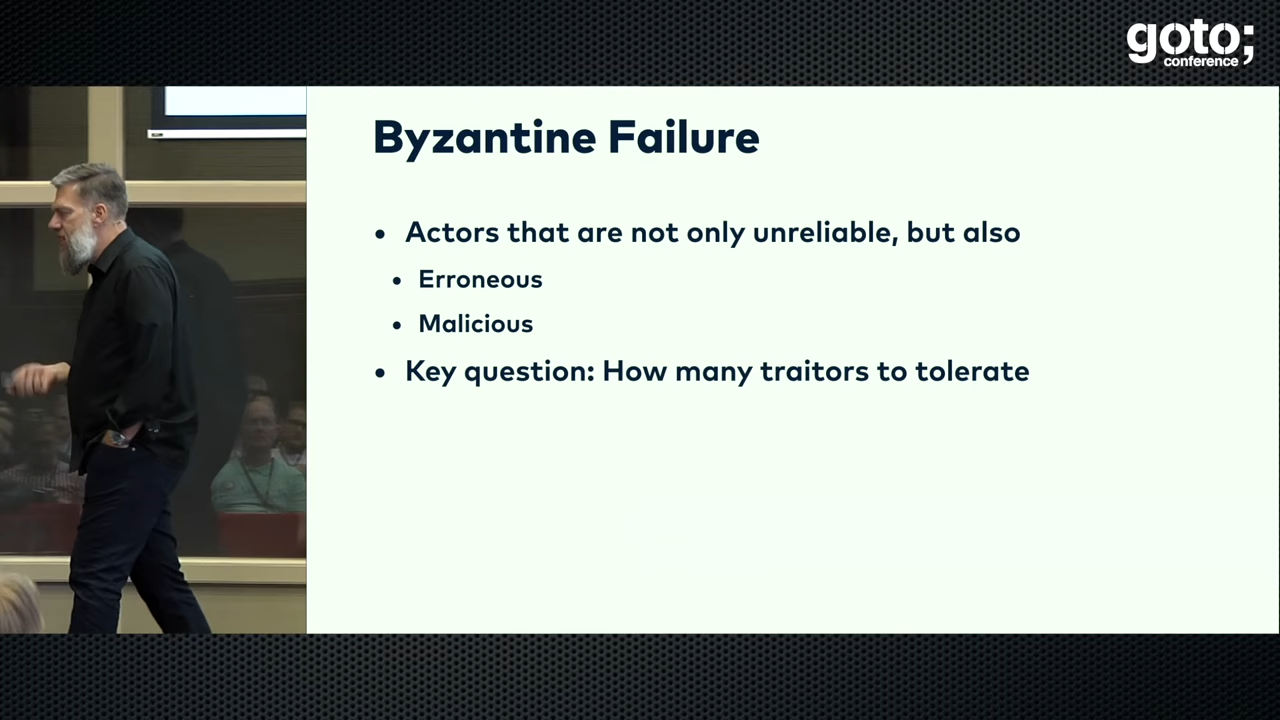 goto;
conference
Byzantine Failure
• Actors that are not only unreliable, but also
• Erroneous
• Malicious
• Key question: How many traitors to tolerate